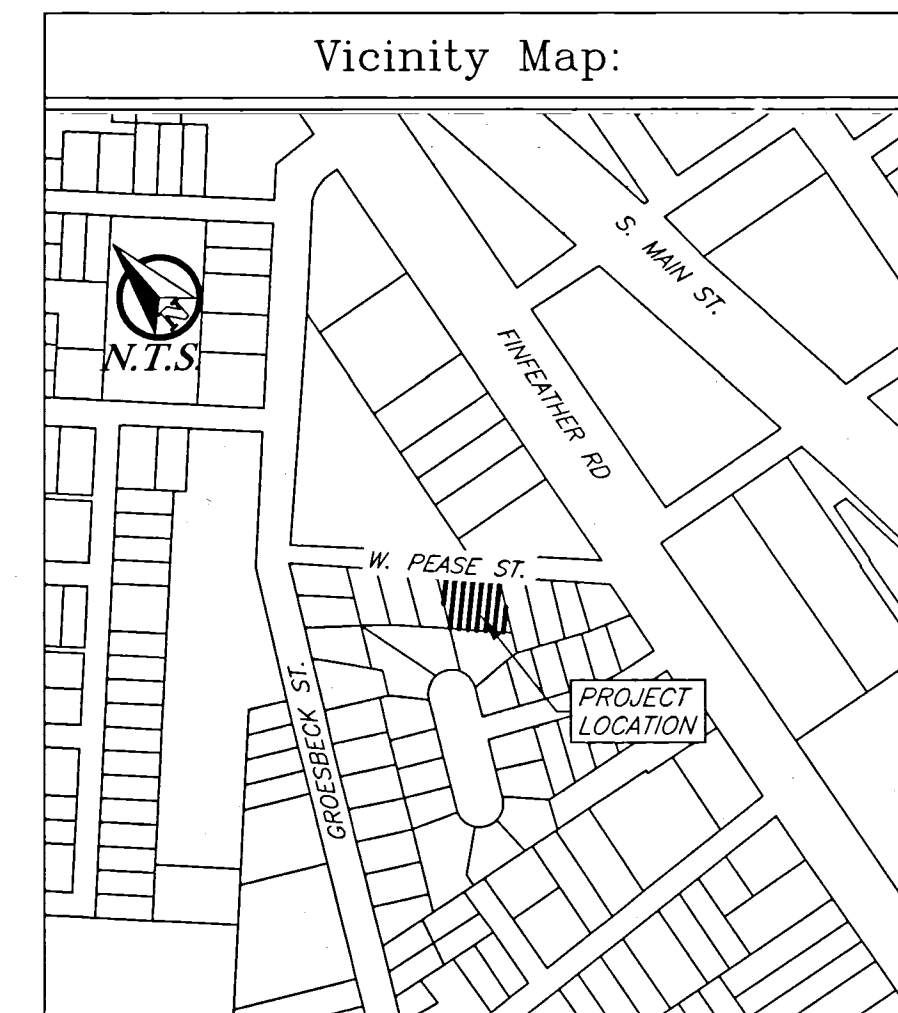 Vicinity Map:
S. MAIN ST.
N
N.T.S.
FINFEATHER RD
W. PEASE ST.
GROESBECK ST.
PROJECT
LOCATION